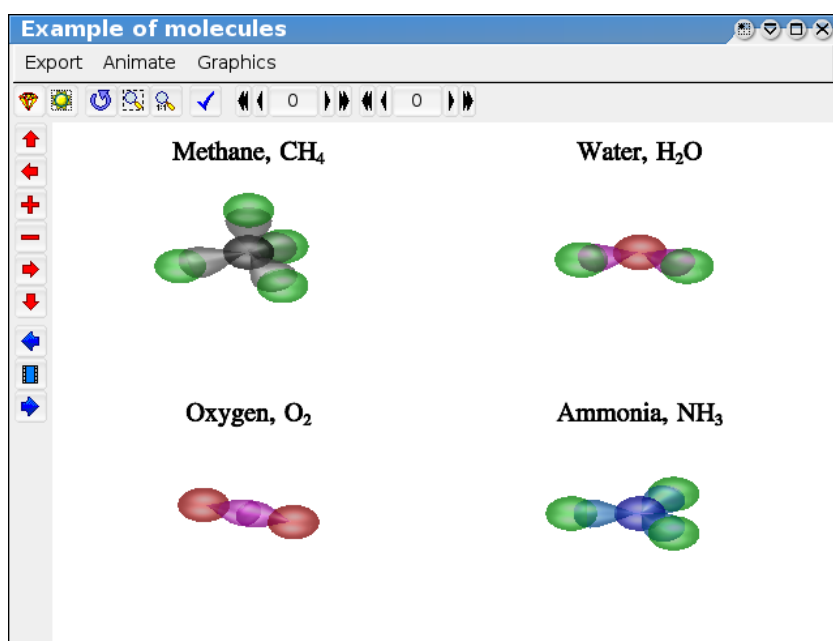 Example of molecules
Export Animate Graphics
0 0
Methane, CH₄ Water, H₂O
Oxygen, O₂ Ammonia, NH₃